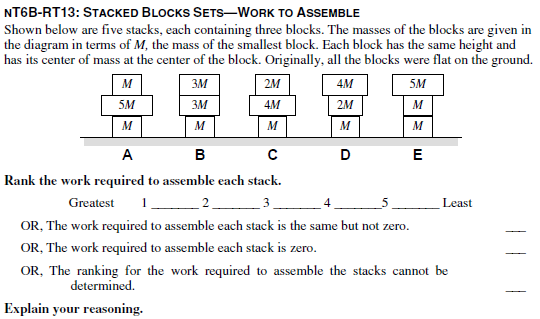 NT6B-RT13: STACKED BLOCKS SETS—WORK TO ASSEMBLE
Shown below are five stacks, each containing three blocks. The masses of the blocks are given in
the diagram in terms of M, the mass of the smallest block. Each block has the same height and
has its center of mass at the center of the block. Originally, all the blocks were flat on the ground.
M 3M 2M 4M 5M
5M 3M 4M 2M M
M M M M M
A B C D E
Rank the work required to assemble each stack.
Greatest 1 ______ 2 ______ 3 ______ 4 ______ 5 ______ Least
OR, The work required to assemble each stack is the same but not zero. ___
OR, The work required to assemble each stack is zero. ___
OR, The ranking for the work required to assemble the stacks cannot be
determined. ___
Explain your reasoning.